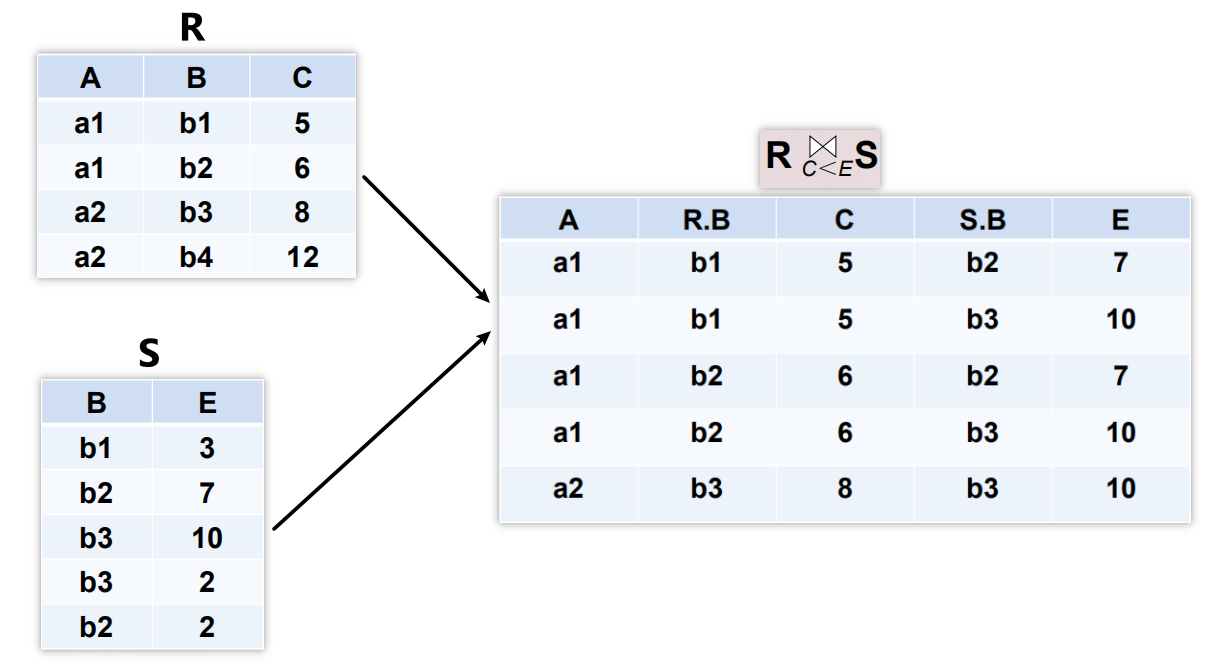 R
A B C
a1 b1 5
a1 b2 6
a2 b3 8
a2 b4 12
S
B E
b1 3
b2 7
b3 10
b3 2
b2 2
R ⋈ S
C<E
A R.B C S.B E
a1 b1 5 b2 7
a1 b1 5 b3 10
a1 b2 6 b2 7
a1 b2 6 b3 10
a2 b3 8 b3 10